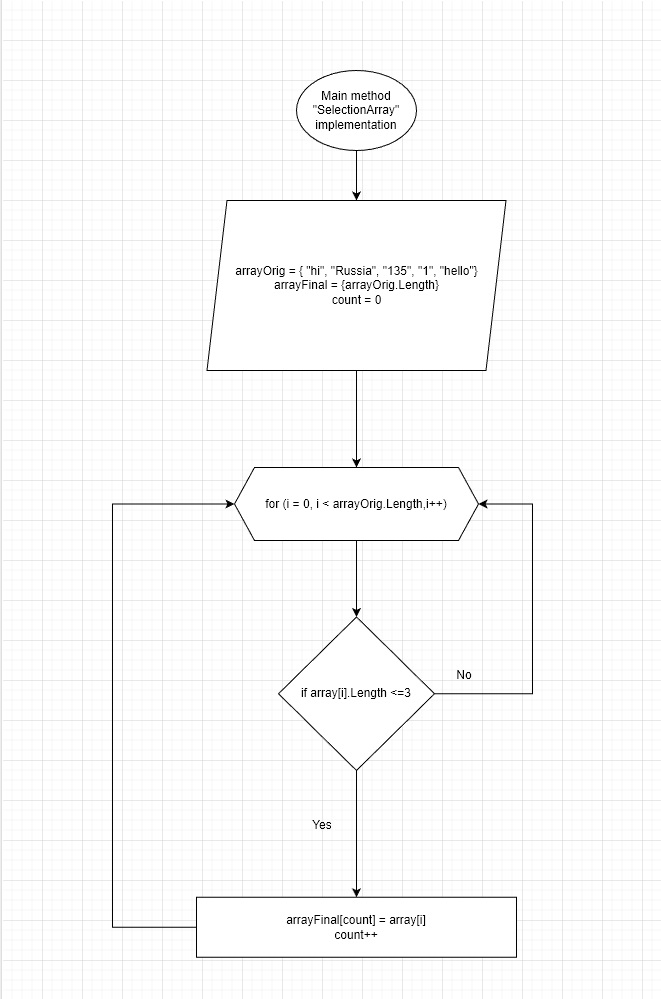 Main method
"SelectionArray"
implementation
arrayOrig = { "hi", "Russia", "135", "1", "hello"}
arrayFinal = {arrayOrig.Length}
count = 0
for (i = 0, i < arrayOrig.Length,i++)
No
if array[i].Length <=3
Yes
arrayFinal[count] = array[i]
count++